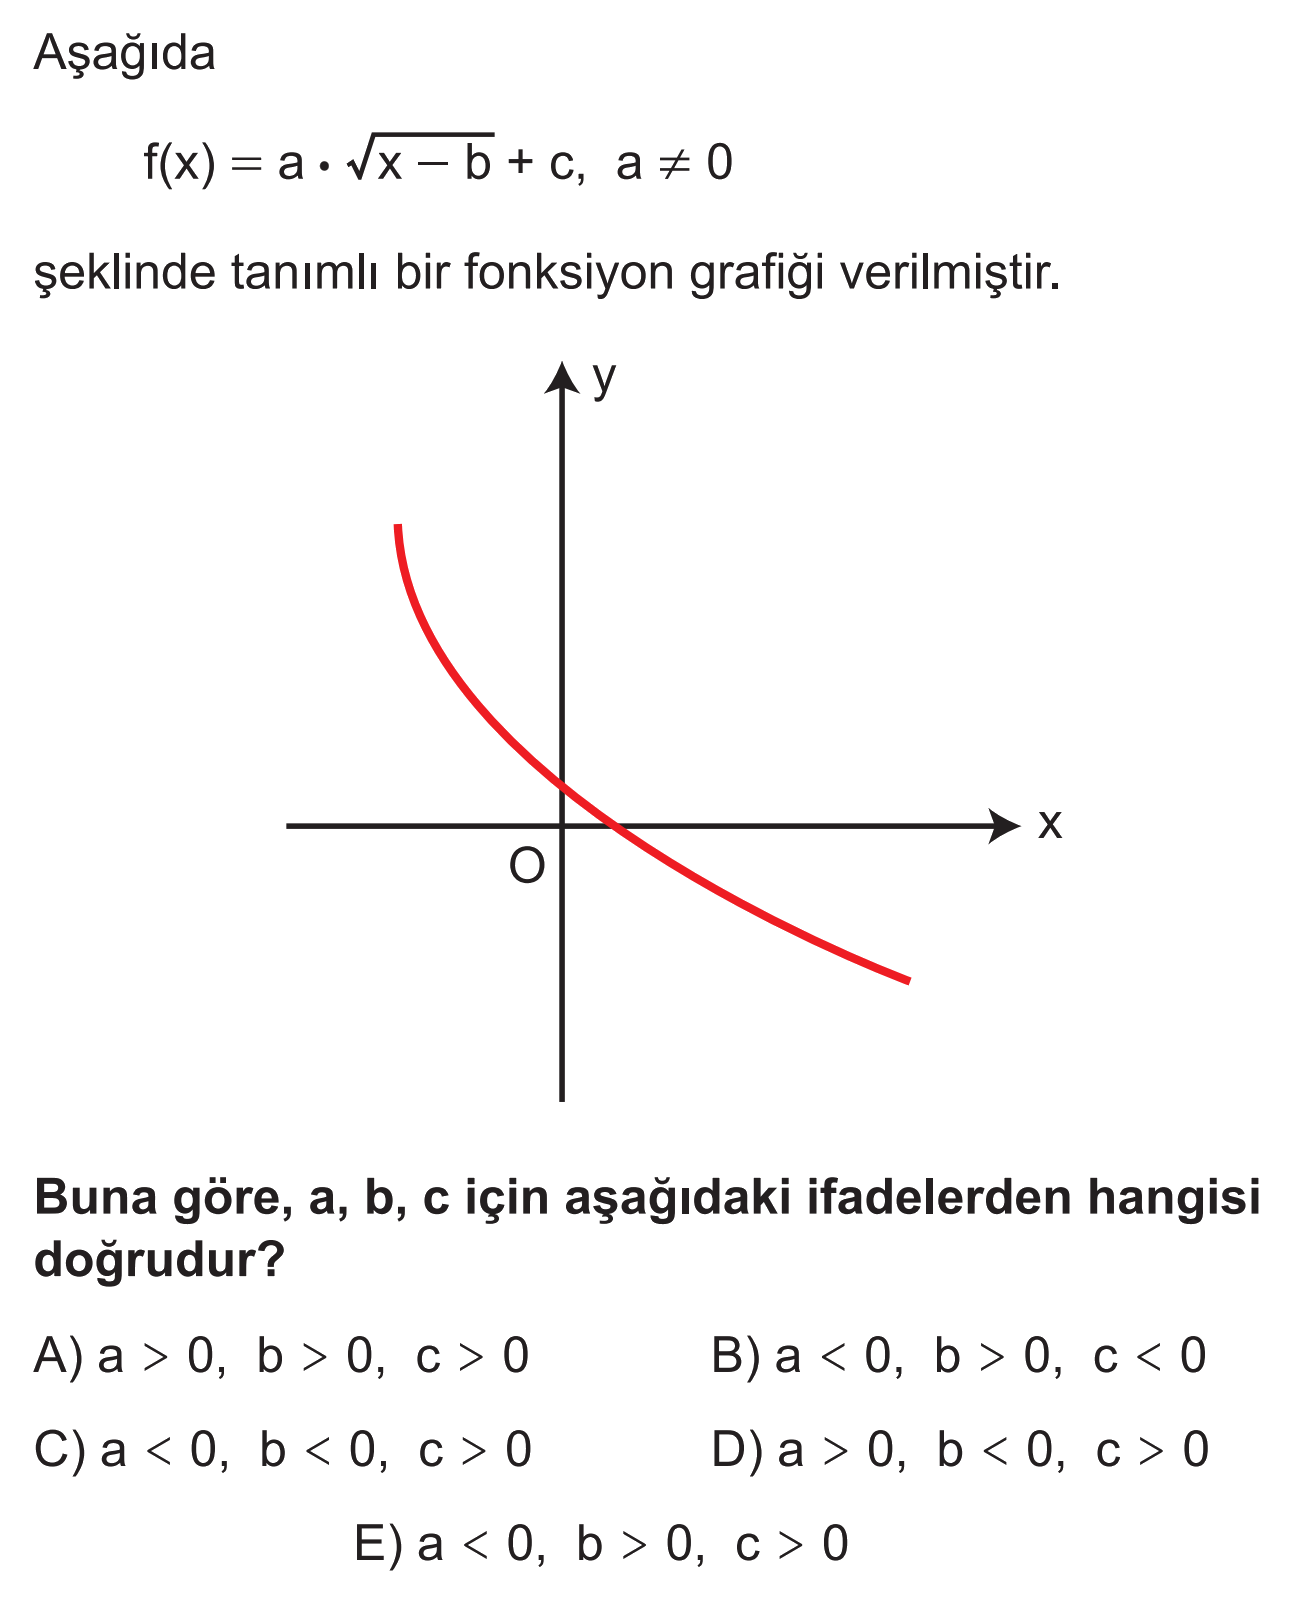 Aşağıda
f(x) = a • √(x − b) + c, a ≠ 0
şeklinde tanımlı bir fonksiyon grafiği verilmiştir.
y
x
O
Buna göre, a, b, c için aşağıdaki ifadelerden hangisi
doğrudur?
A) a > 0, b > 0, c > 0 B) a < 0, b > 0, c < 0
C) a < 0, b < 0, c > 0 D) a > 0, b < 0, c > 0
E) a < 0, b > 0, c > 0